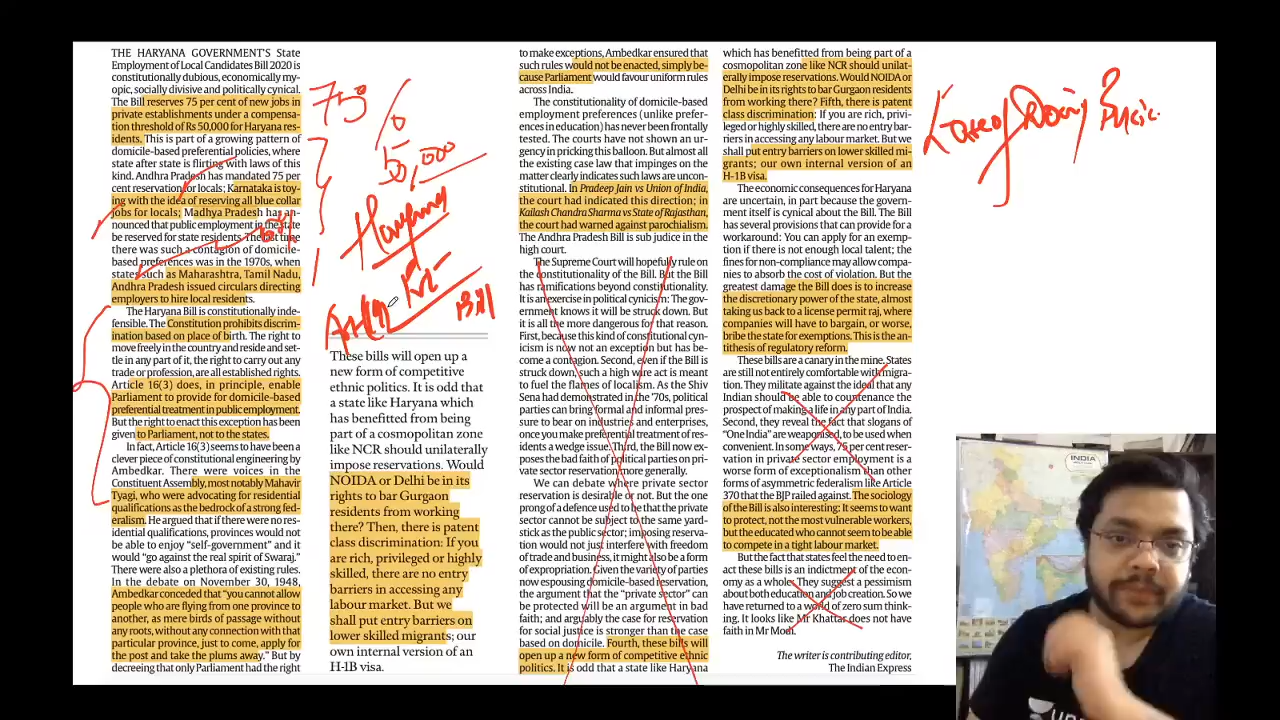 THE HARYANA GOVERNMENT'S State
Employment of Local Candidates Bill 2020 is
constitutionally dubious, economically my-
opic, socially divisive and politically cynical.
The Bill reserves 75 per cent of new jobs in
private establishments under a compensa-
tion threshold of Rs 50,000 for Haryana res-
idents. This is part of a growing pattern of
domicile-based preferential policies, where
state after state is flirting with laws of this
kind. Andhra Pradesh has mandated 75 per
cent reservation for locals; Karnataka is toy-
ing with the idea of reserving all blue collar
jobs for locals; Madhya Pradesh has an-
nounced that public employment in the state
be reserved for state residents. The last time
there was such a contagion of domicile-
based preferences was in the 1970s, when
states such as Maharashtra, Tamil Nadu,
Andhra Pradesh issued circulars directing
employers to hire local residents.
The Haryana Bill is constitutionally inde-
fensible. The Constitution prohibits discrim-
ination based on place of birth. The right to
move freely in the country and reside and set-
tle in any part of it, the right to carry out any
trade or profession, are all established rights.
Article 16(3) does, in principle, enable
Parliament to provide for domicile-based
preferential treatment in public employment.
But the right to enact this exception has been
given to Parliament, not to the states.
In fact, Article 16(3) seems to have been a
clever piece of constitutional engineering by
Ambedkar. There were voices in the
Constituent Assembly, most notably Mahavir
Tyagi, who were advocating for residential
qualifications as the bedrock of a strong fed-
eralism. He argued that if there were no res-
idential qualifications, provinces would not
be able to enjoy "self-government" and it
would "go against the real spirit of Swaraj."
There were also a plethora of existing rules.
In the debate on November 30, 1948,
Ambedkar conceded that "you cannot allow
people who are flying from one province to
another, as mere birds of passage without
any roots, without any connection with that
particular province, just to come, apply for
the post and take the plums away." But by
decreeing that only Parliament had the right
75%
50,000
Haryana
Bill
These bills will open up a
new form of competitive
ethnic politics. It is odd that
a state like Haryana which
has benefitted from being
part of a cosmopolitan zone
like NCR should unilaterally
impose reservations. Would
NOIDA or Delhi be in its
rights to bar Gurgaon
residents from working
there? Then, there is patent
class discrimination: If you
are rich, privileged or highly
skilled, there are no entry
barriers in accessing any
labour market. But we
shall put entry barriers on
lower skilled migrants; our
own internal version of an
H-1B visa.
to make exceptions, Ambedkar ensured that
such rules would not be enacted, simply be-
cause Parliament would favour uniform rules
across India.
The constitutionality of domicile-based
employment preferences (unlike prefer-
ences in education) has never been frontally
tested. The courts have not shown an ur-
gency in pricking this balloon. But almost all
the existing case law that impinges on the
matter clearly indicates such laws are uncon-
stitutional. In Pradeep Jain vs Union of India,
the court had indicated this direction; in
Kailash Chandra Sharma vs State of Rajasthan,
the court had warned against parochialism.
The Andhra Pradesh Bill is sub judice in the
high court.
The Supreme Court will hopefully rule on
the constitutionality of the Bill. But the Bill
has ramifications beyond constitutionality.
It is an exercise in political cynicism: The gov-
ernment knows it will be struck down. But
it is all the more dangerous for that reason.
First, because this kind of constitutional cyn-
icism is now not an exception but has be-
come a contagion. Second, even if the Bill is
struck down, such a high wire act is meant
to fuel the flames of localism. As the Shiv
Sena had demonstrated in the '70s, political
parties can bring formal and informal pres-
sure to bear on industries and enterprises,
once you make preferential treatment of res-
idents a wedge issue. Third, the Bill now ex-
poses the bad faith of political parties on pri-
vate sector reservation more generally.
We can debate where private sector
reservation is desirable or not. But the one
prong of a defence used to be that the private
sector cannot be subject to the same yard-
stick as the public sector; imposing reserva-
tion would not just interfere with freedom
of trade and business, it might also be a form
of expropriation. Given the variety of parties
now espousing domicile-based reservation,
the argument that the "private sector" can
be protected will be an argument in bad
faith; and arguably the case for reservation
for social justice is stronger than the case
based on domicile. Fourth, these bills will
open up a new form of competitive ethnic
politics. It is odd that a state like Haryana
which has benefitted from being part of a
cosmopolitan zone like NCR should unilat-
erally impose reservations. Would NOIDA or
Delhi be in its rights to bar Gurgaon residents
from working there? Fifth, there is patent
class discrimination: If you are rich, privi-
leged or highly skilled, there are no entry bar-
riers in accessing any labour market. But we
shall put entry barriers on lower skilled mi-
grants; our own internal version of an
H-1B visa.
The economic consequences for Haryana
are uncertain, in part because the govern-
ment itself is cynical about the Bill. The Bill
has several provisions that can provide for a
workaround: You can apply for an exemp-
tion if there is not enough local talent; the
fines for non-compliance may allow compa-
nies to absorb the cost of violation. But the
greatest damage the Bill does is to increase
the discretionary power of the state, almost
taking us back to a license permit raj, where
companies will have to bargain, or worse,
bribe the state for exemptions. This is the an-
tithesis of regulatory reform.
These bills are a canary in the mine. States
are still not entirely comfortable with migra-
tion. They militate against the ideal that any
Indian should be able to countenance the
prospect of making a life in any part of India.
Second, they reveal the fact that slogans of
"One India" are weaponised, to be used when
convenient. In some ways, 75 per cent reser-
vation in private sector employment is a
worse form of exceptionalism than other
forms of asymmetric federalism like Article
370 that the BJP railed against. The sociology
of the Bill is also interesting: It seems to want
to protect, not the most vulnerable workers,
but the educated who cannot seem to be able
to compete in a tight labour market.
But the fact that states feel the need to en-
act these bills is an indictment of the econ-
omy as a whole. They suggest a pessimism
about both education and job creation. So we
have returned to a world of zero sum think-
ing. It looks like Mr Khattar does not have
faith in Mr Modi.
The writer is contributing editor,
The Indian Express
Ease of Doing
INDIA